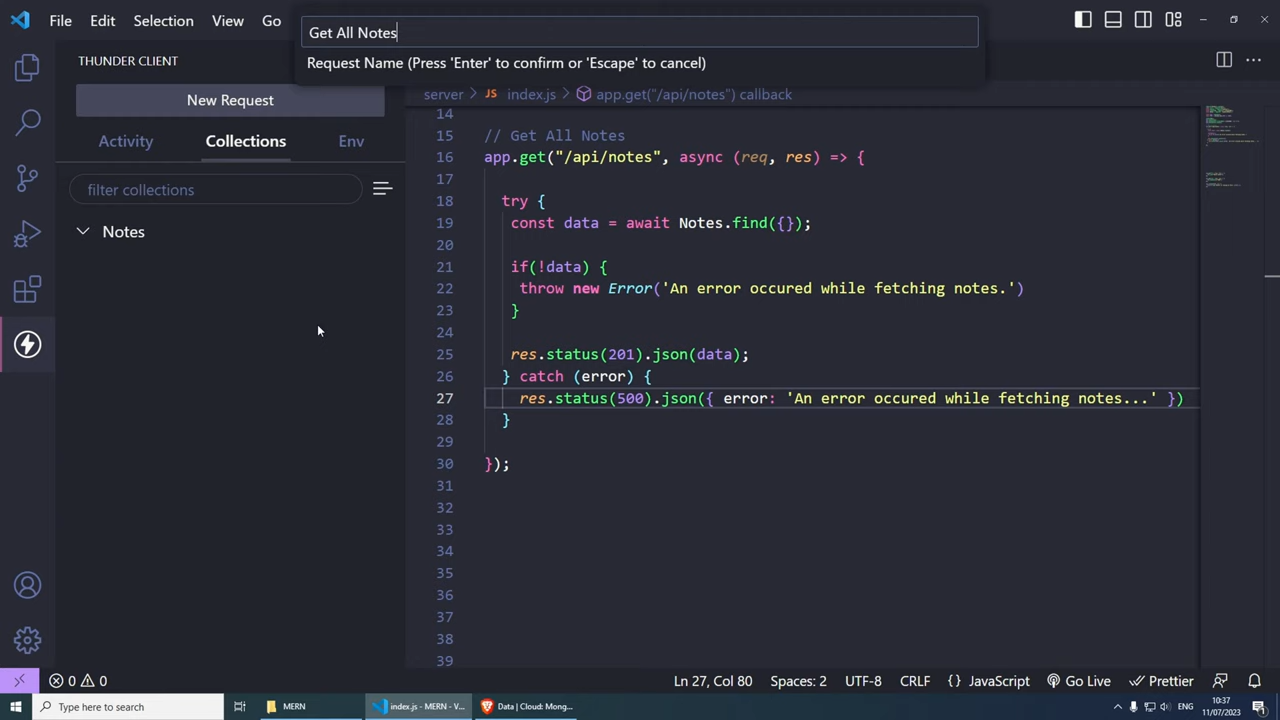 File Edit Selection View Go
Get All Notes
Request Name (Press 'Enter' to confirm or 'Escape' to cancel)
THUNDER CLIENT
New Request
Activity Collections Env
filter collections
Notes
server > JS index.js > app.get("/api/notes") callback
14
15 // Get All Notes
16 app.get("/api/notes", async (req, res) => {
17
18 try {
19 const data = await Notes.find({});
20
21 if(!data) {
22 throw new Error('An error occured while fetching notes.')
23 }
24
25 res.status(201).json(data);
26 } catch (error) {
27 res.status(500).json({ error: 'An error occured while fetching notes...' })
28 }
29
30 });
31
32
33
34
35
36
37
38
39
0 0 Ln 27, Col 80 Spaces: 2 UTF-8 CRLF {} JavaScript Go Live Prettier
Type here to search MERN index.js - MERN - V... Data | Cloud: Mong... ENG 10:37
11/07/2023